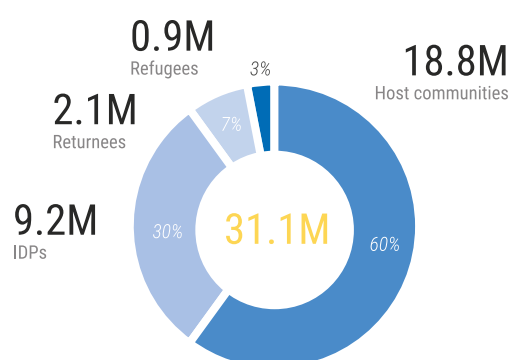 0.9M
Refugees
3%
18.8M
Host communities
2.1M
Returnees
7%
9.2M
IDPs
30%
31.1M
60%